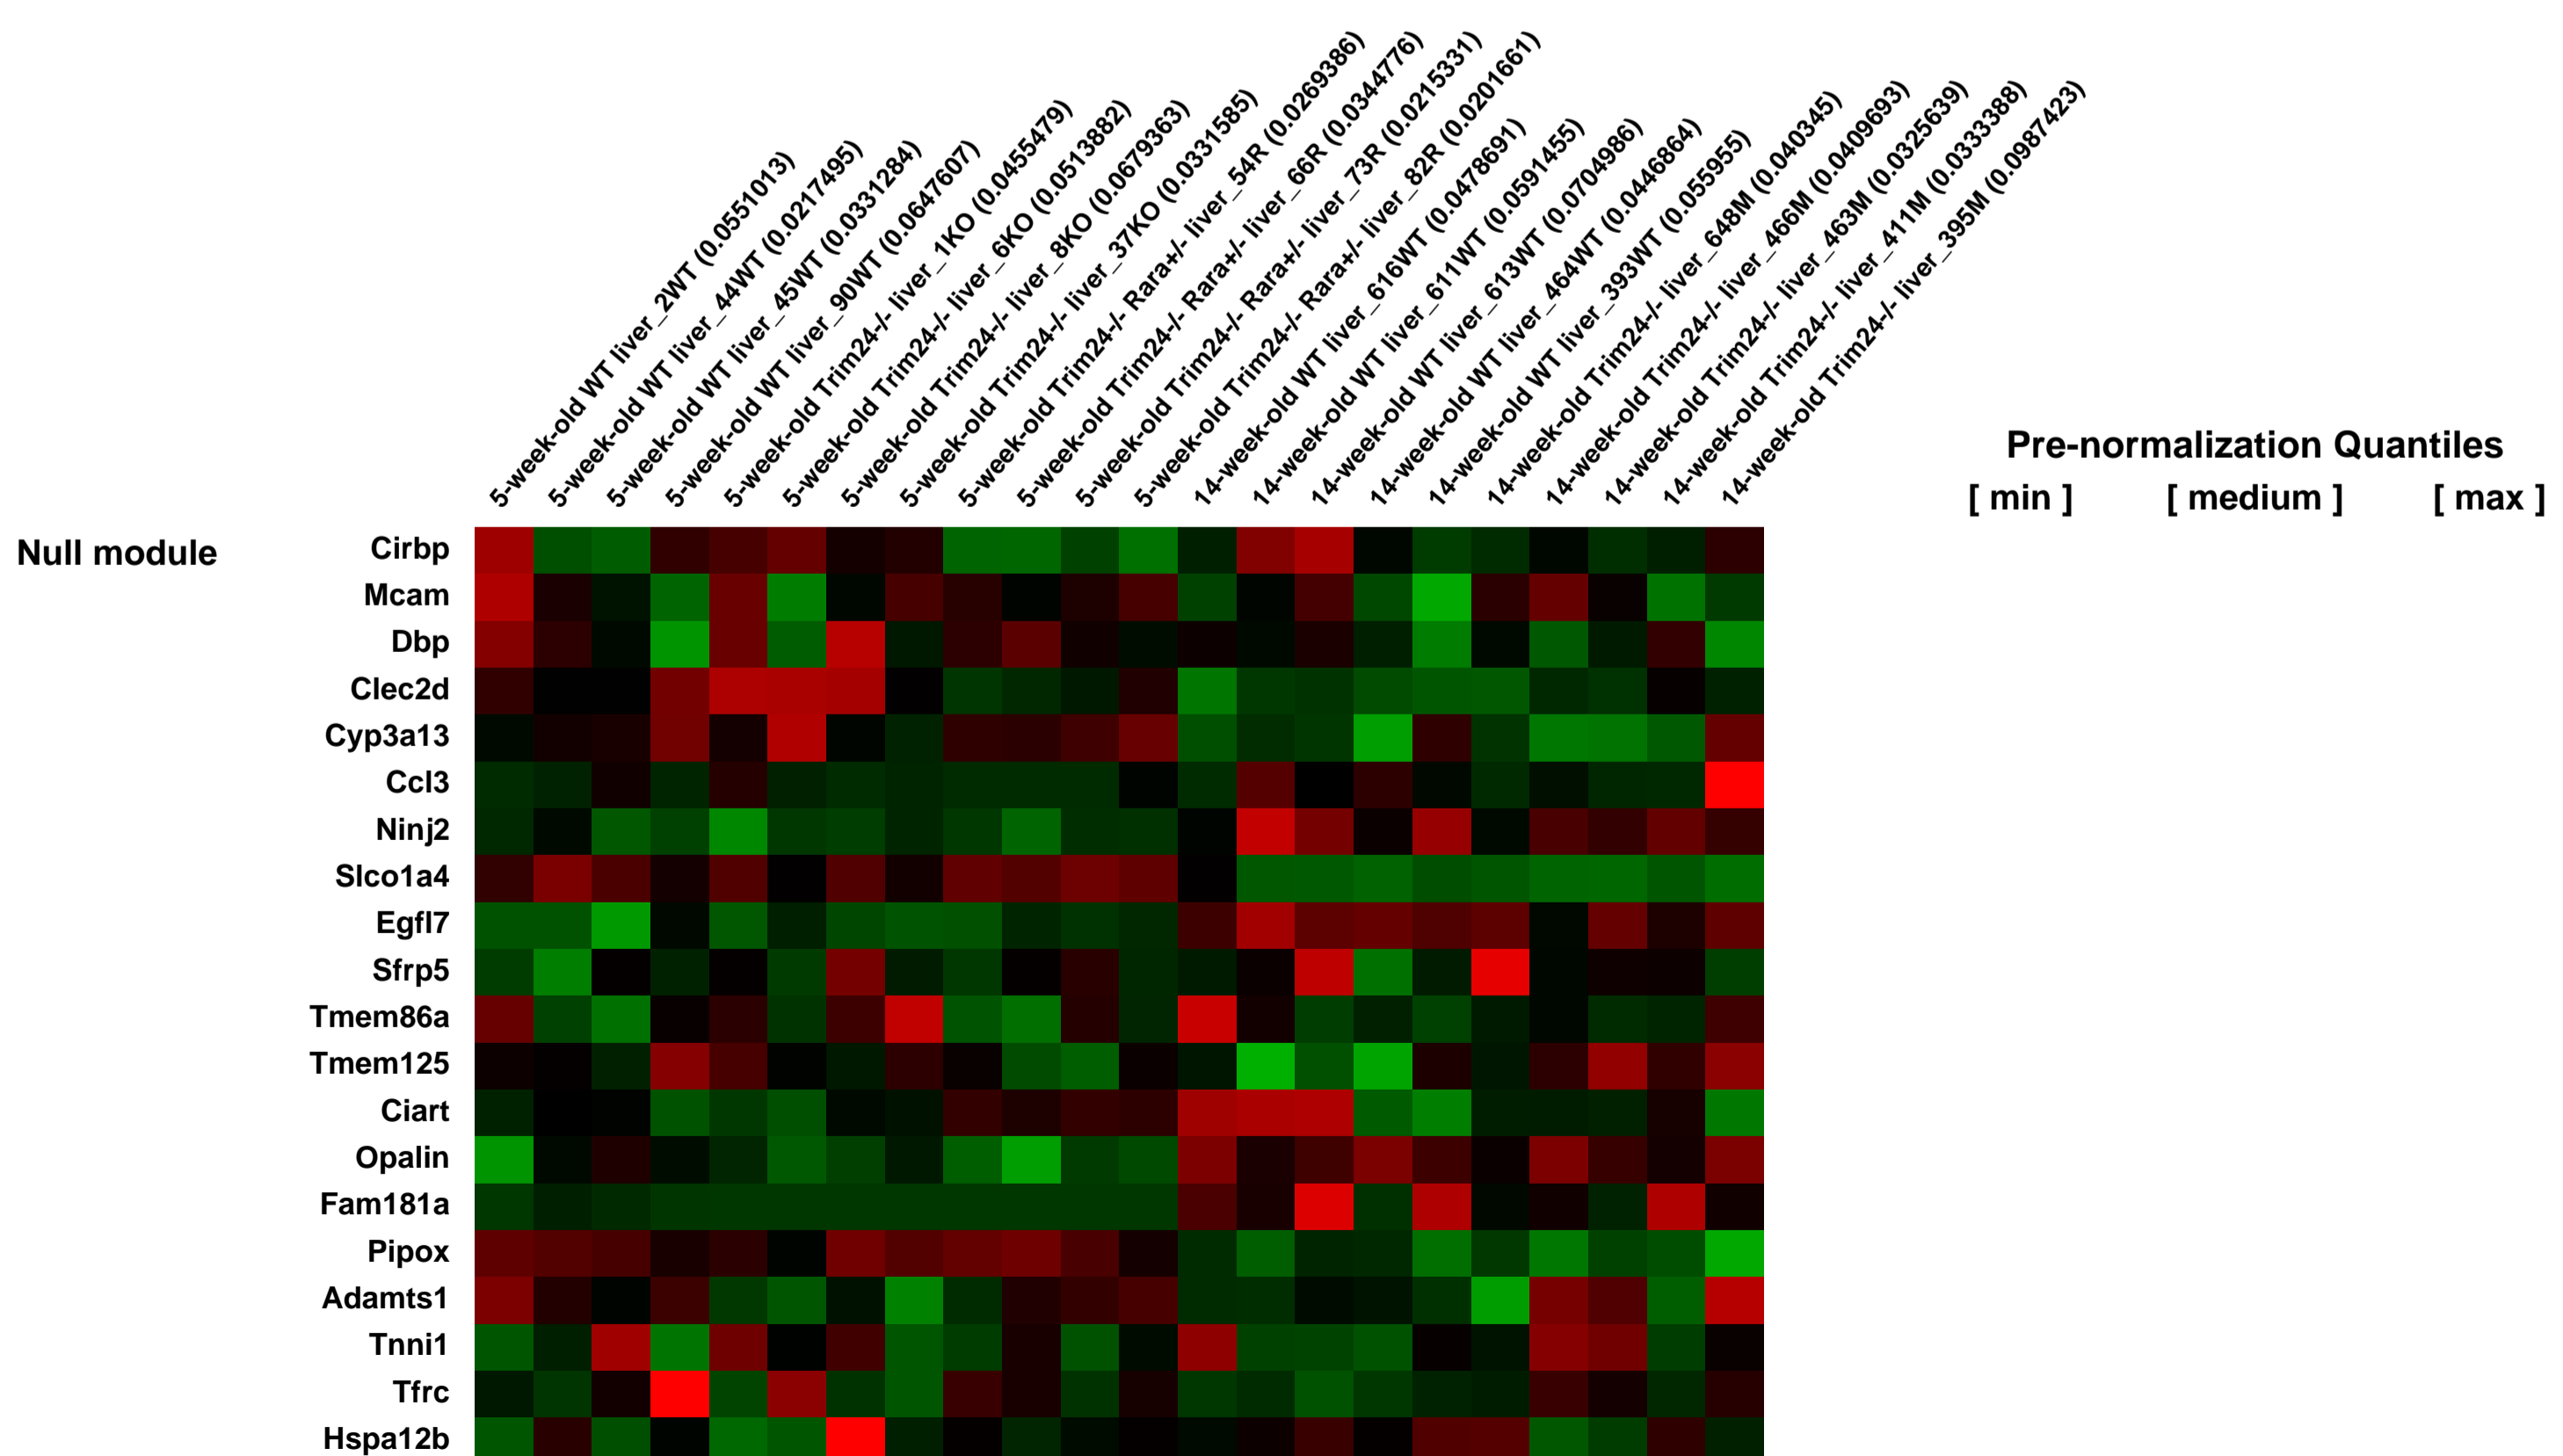 5-week-old WT liver_2WT (0.0551013)
5-week-old WT liver_44WT (0.0217495)
5-week-old WT liver_45WT (0.0331284)
5-week-old WT liver_90WT (0.0647607)
5-week-old Trim24-/- liver_1KO (0.0455479)
5-week-old Trim24-/- liver_6KO (0.0513882)
5-week-old Trim24-/- liver_8KO (0.0679363)
5-week-old Trim24-/- liver_37KO (0.0331585)
5-week-old Trim24-/- Rara+/- liver_54R (0.0269386)
5-week-old Trim24-/- Rara+/- liver_66R (0.0344776)
5-week-old Trim24-/- Rara+/- liver_73R (0.0215331)
5-week-old Trim24-/- Rara+/- liver_82R (0.0201661)
14-week-old WT liver_616WT (0.0478691)
14-week-old WT liver_611WT (0.0591455)
14-week-old WT liver_613WT (0.0704986)
14-week-old WT liver_464WT (0.0446864)
14-week-old WT liver_393WT (0.055955)
14-week-old Trim24-/- liver_648M (0.040345)
14-week-old Trim24-/- liver_466M (0.0409693)
14-week-old Trim24-/- liver_463M (0.0325639)
14-week-old Trim24-/- liver_411M (0.0333388)
14-week-old Trim24-/- liver_395M (0.0987423)
Pre-normalization Quantiles
[ min ] [ medium ] [ max ]
Null module
Cirbp
Mcam
Dbp
Clec2d
Cyp3a13
Ccl3
Ninj2
Slco1a4
Egfl7
Sfrp5
Tmem86a
Tmem125
Ciart
Opalin
Fam181a
Pipox
Adamts1
Tnni1
Tfrc
Hspa12b